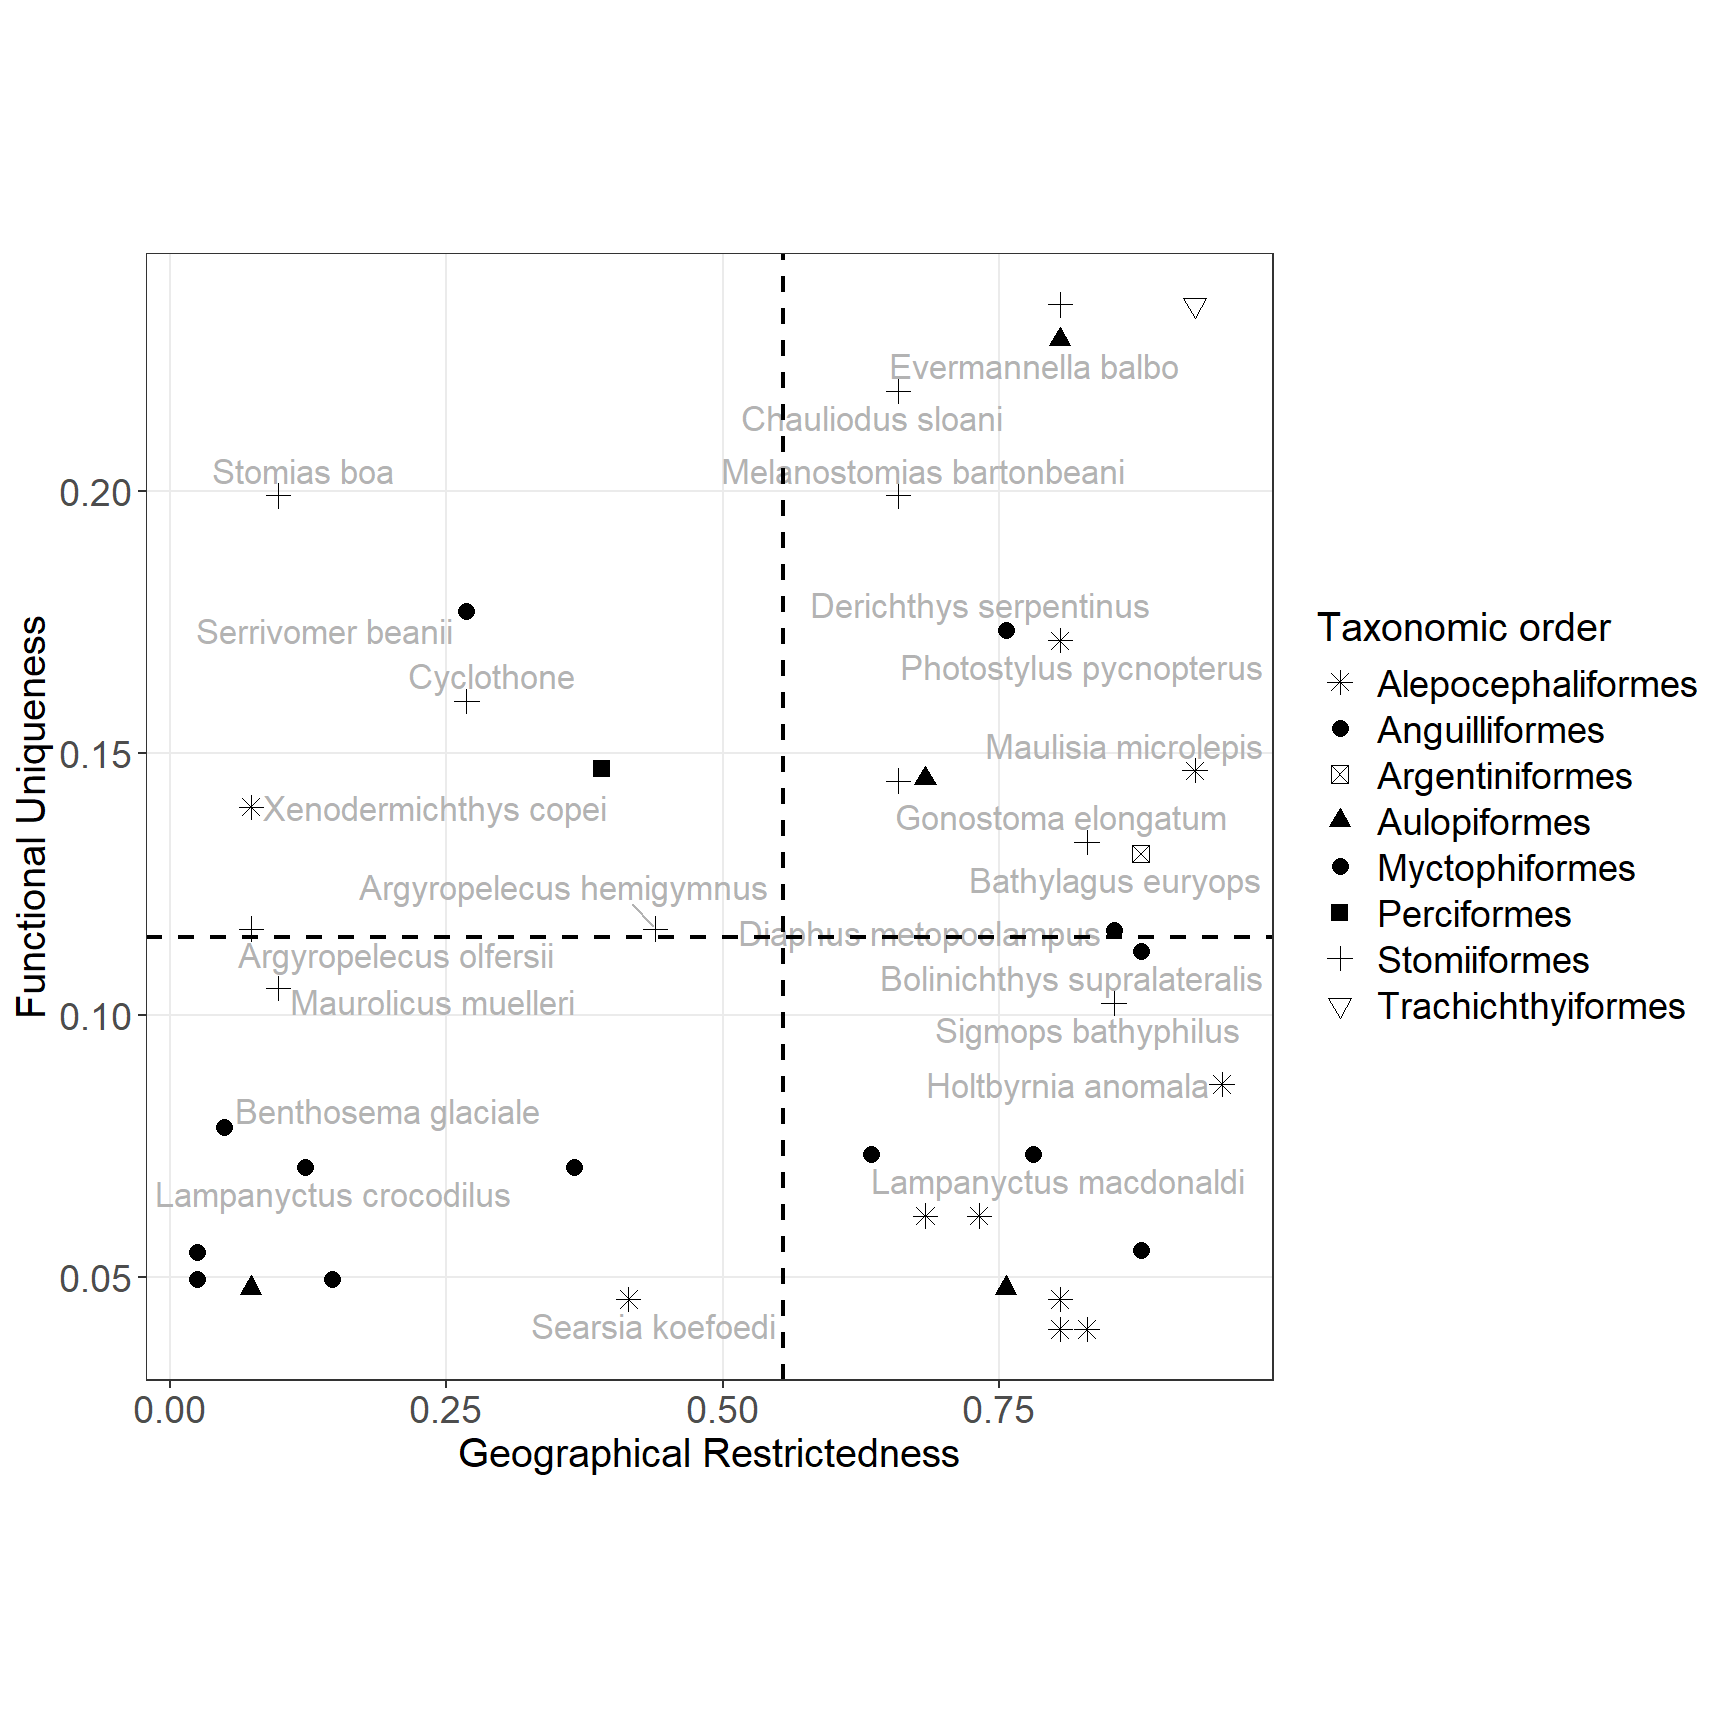 Evermannella balbo
Chauliodus sloani
Stomias boa
Melanostomias bartonbeani
0.20
Derichthys serpentinus
Serrivomer beanii
Photostylus pycnopterus
Cyclothone
Maulisia microlepis
0.15
Xenodermichthys copei
Gonostoma elongatum
Argyropelecus hemigymnus
Bathylagus euryops
Diaphus metopoclampus
Argyropelecus olfersii
Bolinichthys supralateralis
Maurolicus muelleri
0.10
Sigmops bathyphilus
Holtbyrnia anomala
Benthosema glaciale
Lampanyctus crocodilus
Lampanyctus macdonaldi
0.05
Searsia koefoedi
0.00
0.25
0.50
0.75
Geographical Restrictedness
Functional Uniqueness
Taxonomic order
Alepocephaliformes
Anguilliformes
Argentiniformes
Aulopiformes
Myctophiformes
Perciformes
Stomiiformes
Trachichthyiformes